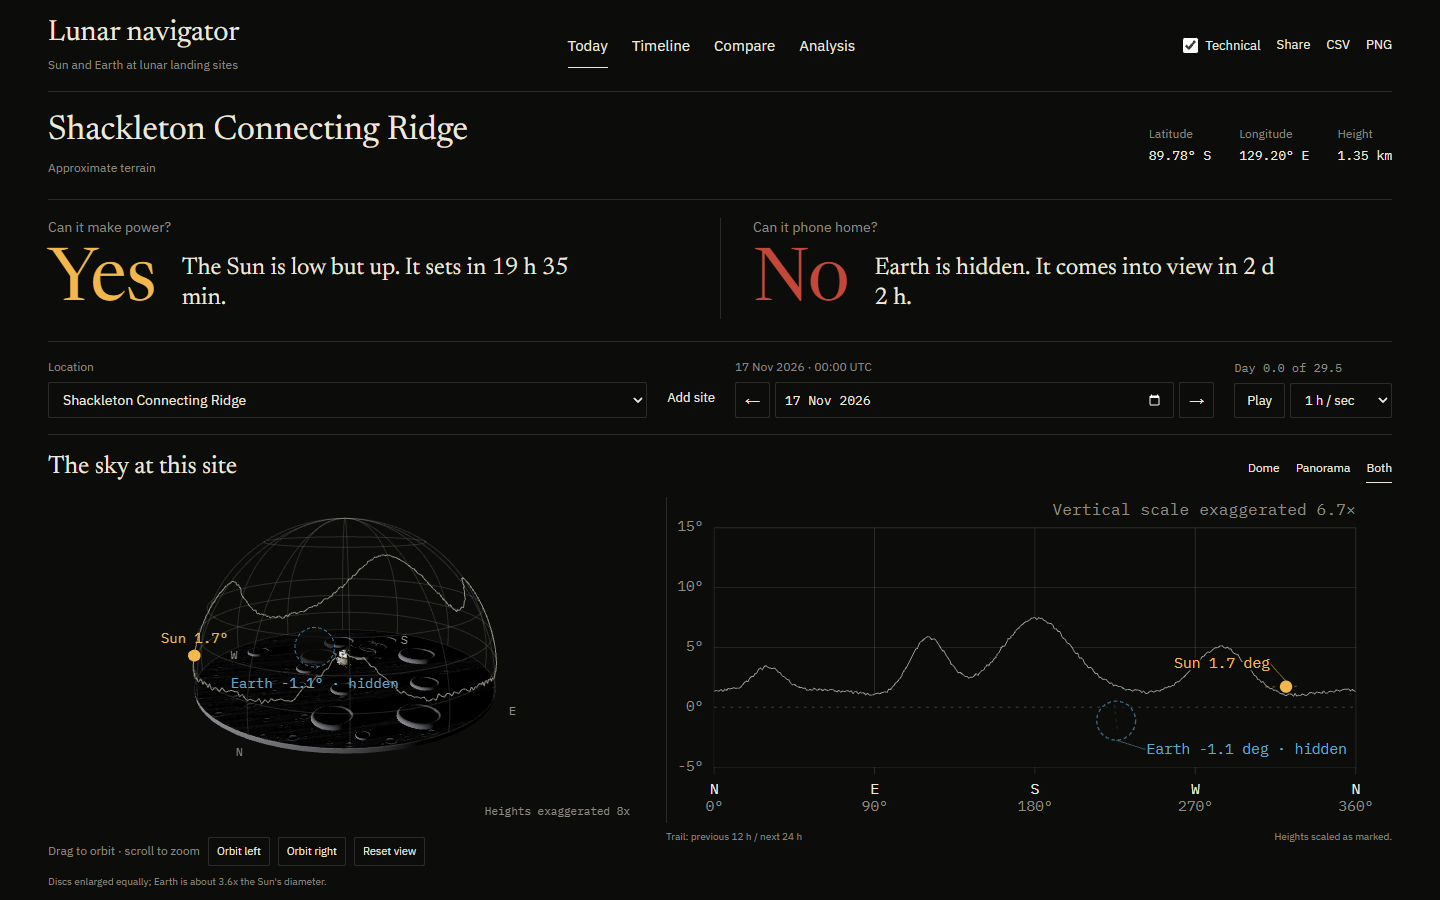 Lunar navigator
Sun and Earth at lunar landing sites
Today
Timeline
Compare
Analysis
Technical
Share
CSV
PNG
Shackleton Connecting Ridge
Approximate terrain
Latitude
Longitude
Height
89.78° S
129.20° E
1.35 km
Can it make power?
Yes
The Sun is low but up. It sets in 19 h 35
min.
Can it phone home?
No
Earth is hidden. It comes into view in 2 d
2 h.
Location
Shackleton Connecting Ridge
Add site
17 Nov 2026 · 00:00 UTC
←
17 Nov 2026
→
Day 0.0 of 29.5
Play
1 h / sec
The sky at this site
Dome
Panorama
Both
Sun 1.7°
W
S
Earth -1.1° · hidden
E
N
Heights exaggerated 8x
Vertical scale exaggerated 6.7×
15°
10°
5°
0°
-5°
Sun 1.7 deg
Earth -1.1 deg · hidden
N
E
S
W
N
0°
90°
180°
270°
360°
Trail: previous 12 h / next 24 h
Heights scaled as marked.
Drag to orbit · scroll to zoom
Orbit left
Orbit right
Reset view
Discs enlarged equally; Earth is about 3.6x the Sun's diameter.